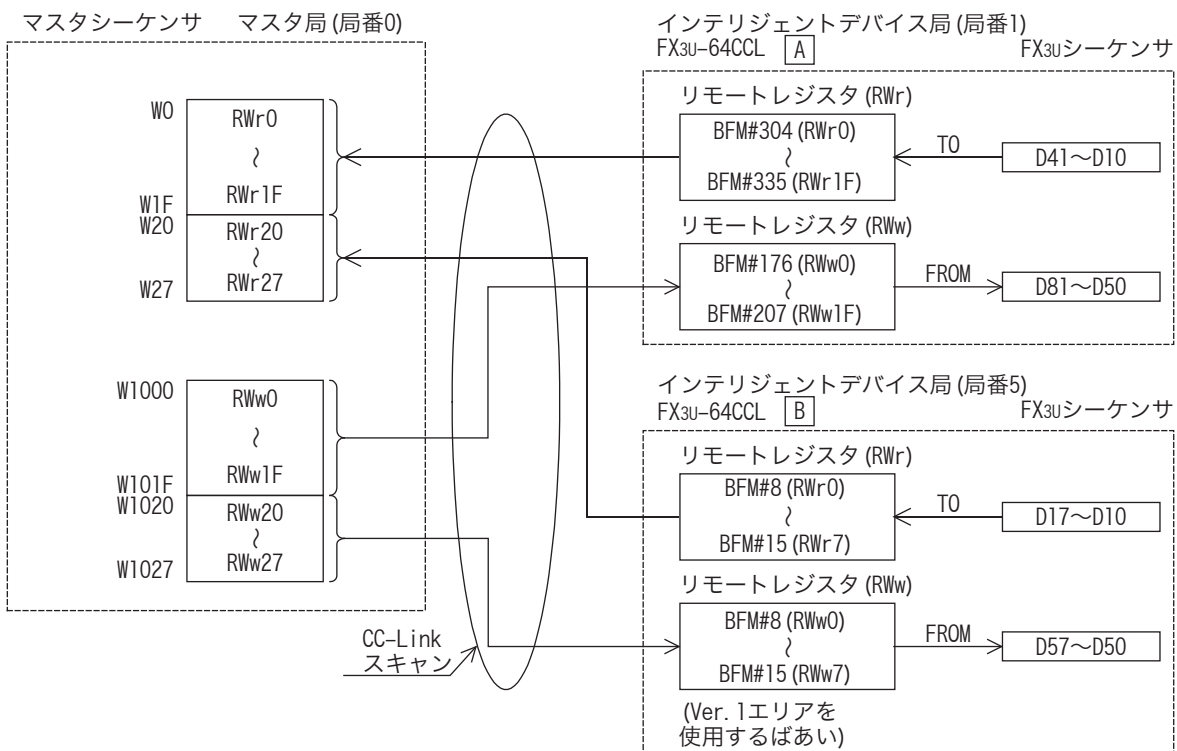 マスタシーケンサ マスタ局(局番0)
W0
RWr0
〜
RWr1F
W1F
W20
RWr20
〜
RWr27
W27
W1000
RWw0
〜
RWw1F
W101F
W1020
RWw20
〜
RWw27
W1027
CC-Link
スキャン
インテリジェントデバイス局(局番1)
FX3U-64CCL A FX3Uシーケンサ
リモートレジスタ(RWr)
BFM#304(RWr0)
〜
BFM#335(RWr1F)
TO
D41〜D10
リモートレジスタ(RWw)
BFM#176(RWw0)
〜
BFM#207(RWw1F)
FROM
D81〜D50
インテリジェントデバイス局(局番5)
FX3U-64CCL B FX3Uシーケンサ
リモートレジスタ(RWr)
BFM#8(RWr0)
〜
BFM#15(RWr7)
TO
D17〜D10
リモートレジスタ(RWw)
BFM#8(RWw0)
〜
BFM#15(RWw7)
FROM
D57〜D50
(Ver.1エリアを
使用するばあい)